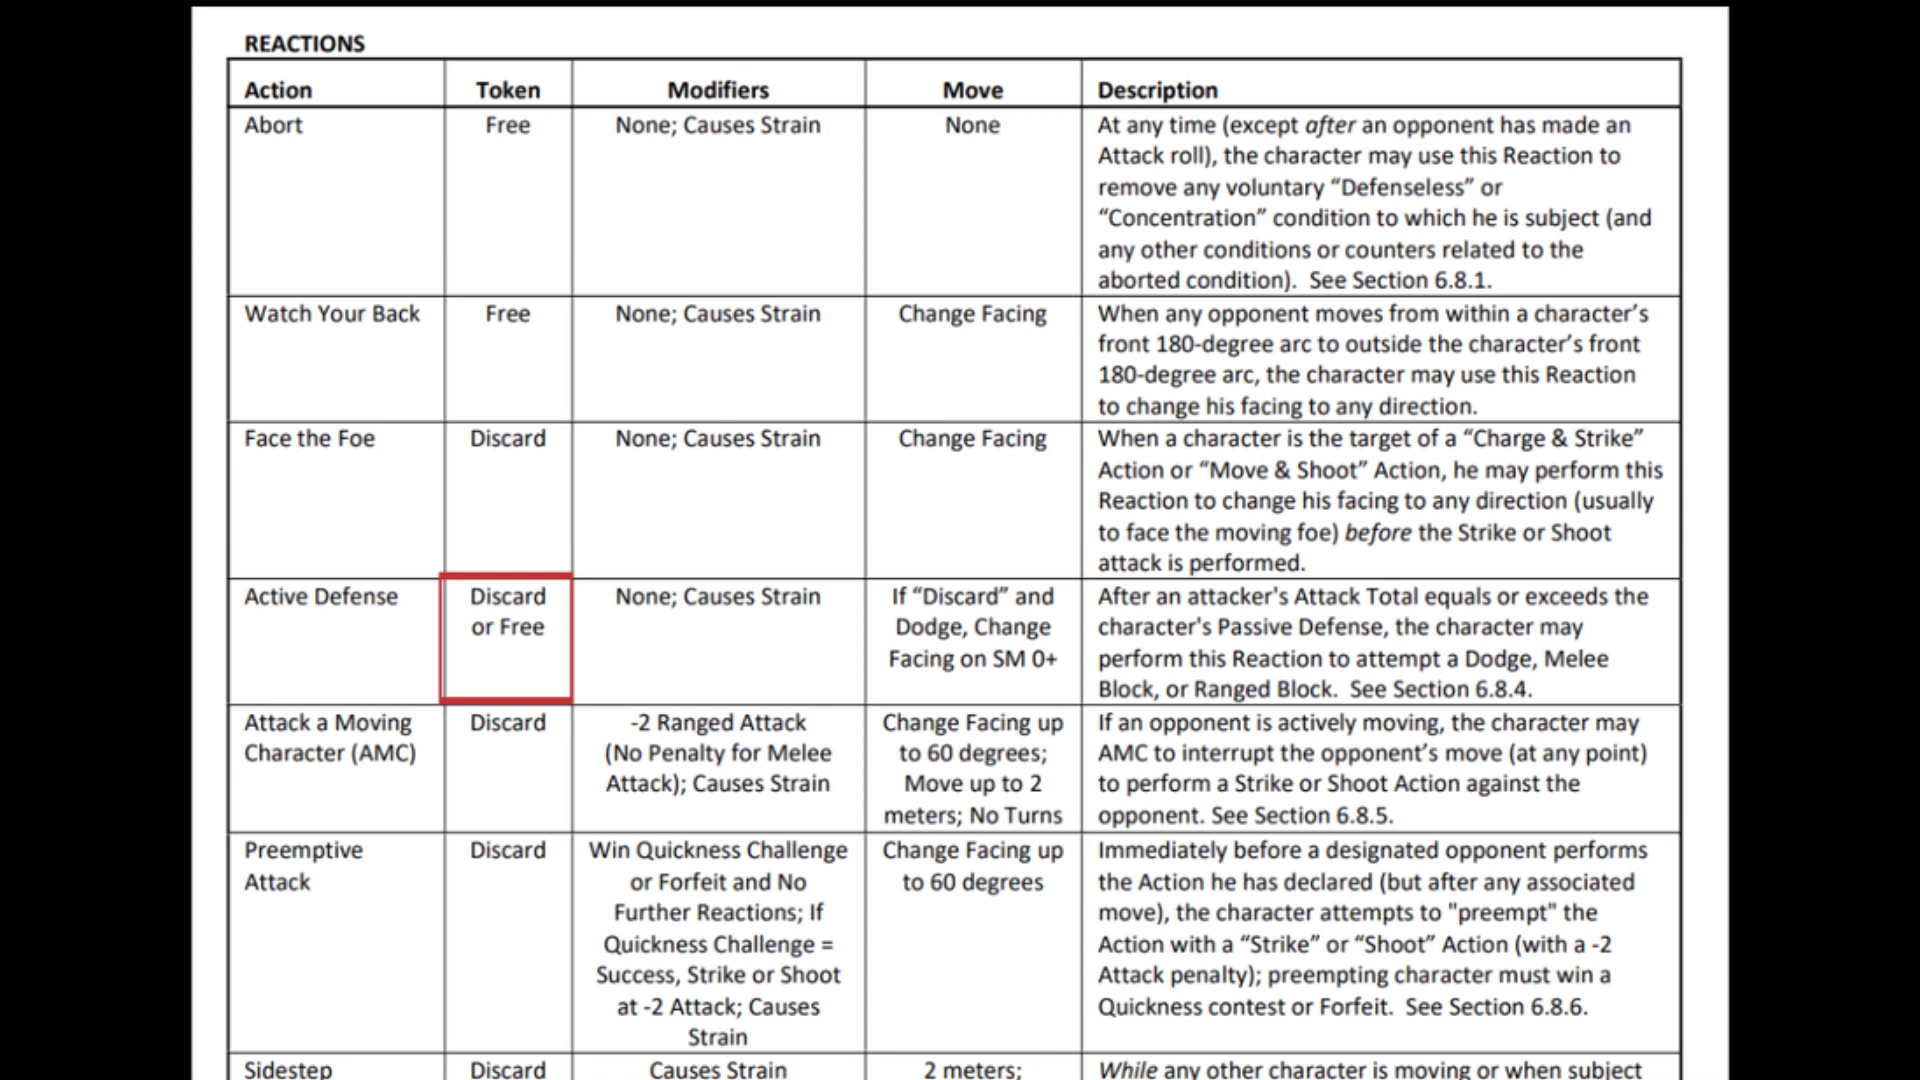 REACTIONS
Action Token Modifiers Move Description
Abort Free None; Causes Strain None At any time (except after an opponent has made an
Attack roll), the character may use this Reaction to
remove any voluntary “Defenseless” or
“Concentration” condition to which he is subject (and
any other conditions or counters related to the
aborted condition).  See Section 6.8.1.
Watch Your Back Free None; Causes Strain Change Facing When any opponent moves from within a character’s
front 180-degree arc to outside the character’s front
180-degree arc, the character may use this Reaction
to change his facing to any direction.
Face the Foe Discard None; Causes Strain Change Facing When a character is the target of a “Charge & Strike”
Action or “Move & Shoot” Action, he may perform this
Reaction to change his facing to any direction (usually
to face the moving foe) before the Strike or Shoot
attack is performed.
Active Defense Discard None; Causes Strain If “Discard” and After an attacker's Attack Total equals or exceeds the
or Free Dodge, Change character's Passive Defense, the character may
Facing on SM 0+ perform this Reaction to attempt a Dodge, Melee
Block, or Ranged Block.  See Section 6.8.4.
Attack a Moving Discard -2 Ranged Attack Change Facing up If an opponent is actively moving, the character may
Character (AMC) (No Penalty for Melee to 60 degrees; AMC to interrupt the opponent’s move (at any point)
Attack); Causes Strain Move up to 2 to perform a Strike or Shoot Action against the
meters; No Turns opponent. See Section 6.8.5.
Preemptive Discard Win Quickness Challenge Change Facing up Immediately before a designated opponent performs
Attack or Forfeit and No to 60 degrees the Action he has declared (but after any associated
Further Reactions; If move), the character attempts to "preempt" the
Quickness Challenge = Action with a “Strike” or “Shoot” Action (with a -2
Success, Strike or Shoot Attack penalty); preempting character must win a
at -2 Attack; Causes Quickness contest or Forfeit.  See Section 6.8.6.
Strain
Sidestep Discard Causes Strain 2 meters; While any other character is moving or when subject